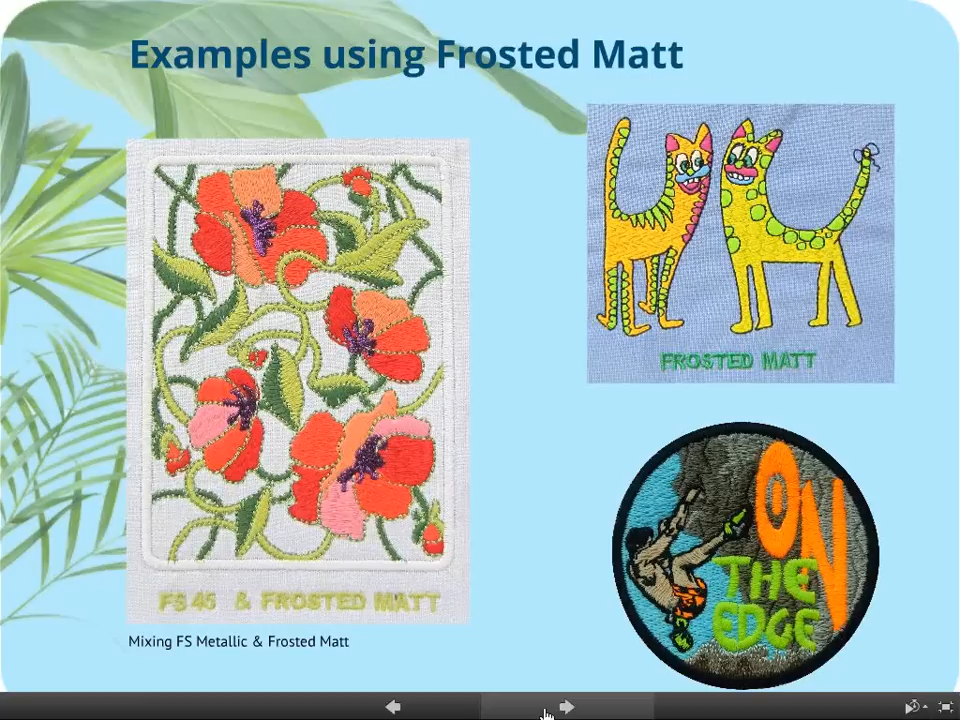 Examples using Frosted Matt
FS 45 & FROSTED MATT
Mixing FS Metallic & Frosted Matt
FROSTED MATT
ON
THE
EDGE